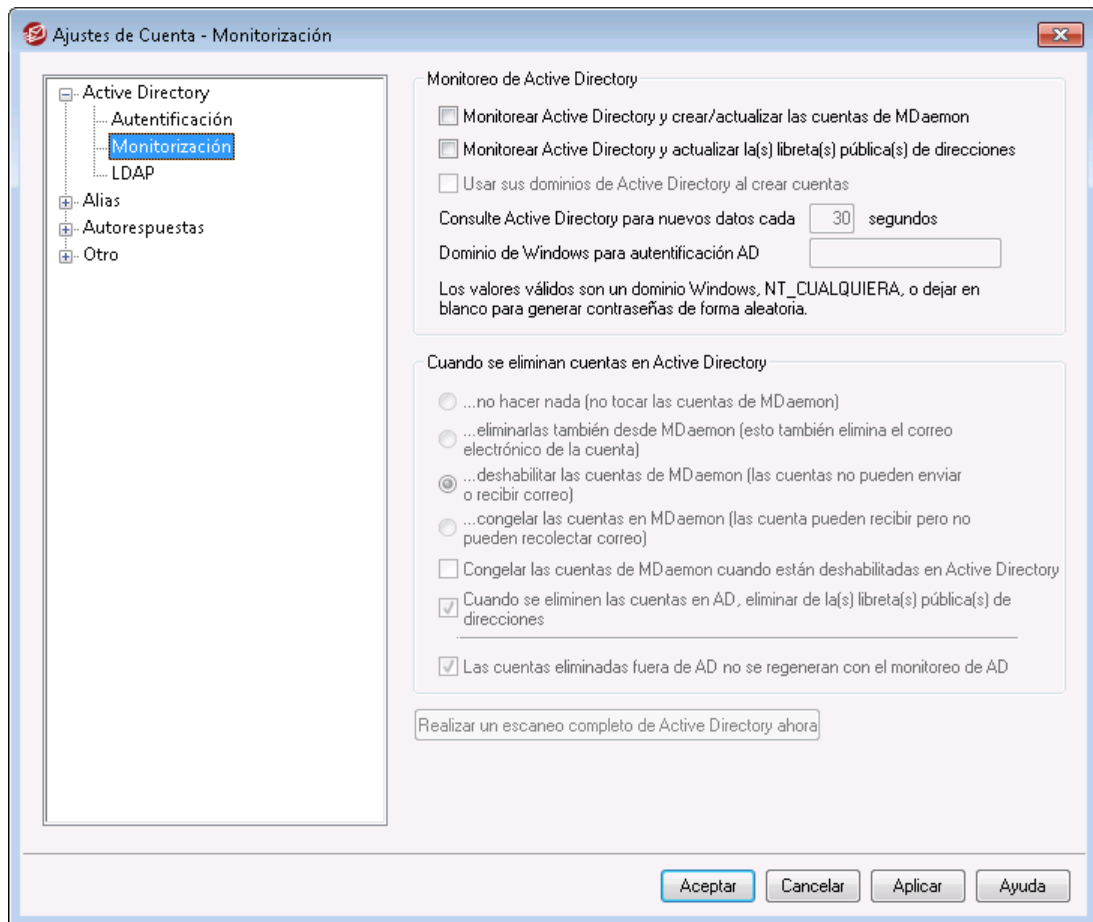 Ajustes de Cuenta - Monitorización
Active Directory
Autentificación
Monitorización
LDAP
Alias
Autorespuestas
Otro
Monitoreo de Active Directory
Monitorear Active Directory y crear/actualizar las cuentas de MDaemon
Monitorear Active Directory y actualizar la(s) libreta(s) pública(s) de direcciones
Usar sus dominios de Active Directory al crear cuentas
Consulte Active Directory para nuevos datos cada 30 segundos
Dominio de Windows para autentificación AD
Los valores válidos son un dominio Windows, NT_CUALQUIERA, o dejar en
blanco para generar contraseñas de forma aleatoria.
Cuando se eliminan cuentas en Active Directory
...no hacer nada (no tocar las cuentas de MDaemon)
...eliminarlas también desde MDaemon (esto también elimina el correo
electrónico de la cuenta)
...deshabilitar las cuentas de MDaemon (las cuentas no pueden enviar
o recibir correo)
...congelar las cuentas en MDaemon (las cuenta pueden recibir pero no
pueden recolectar correo)
Congelar las cuentas de MDaemon cuando están deshabilitadas en Active Directory
Cuando se eliminen las cuentas en AD, eliminar de la(s) libreta(s) pública(s) de
direcciones
Las cuentas eliminadas fuera de AD no se regeneran con el monitoreo de AD
Realizar un escaneo completo de Active Directory ahora
Aceptar Cancelar Aplicar Ayuda